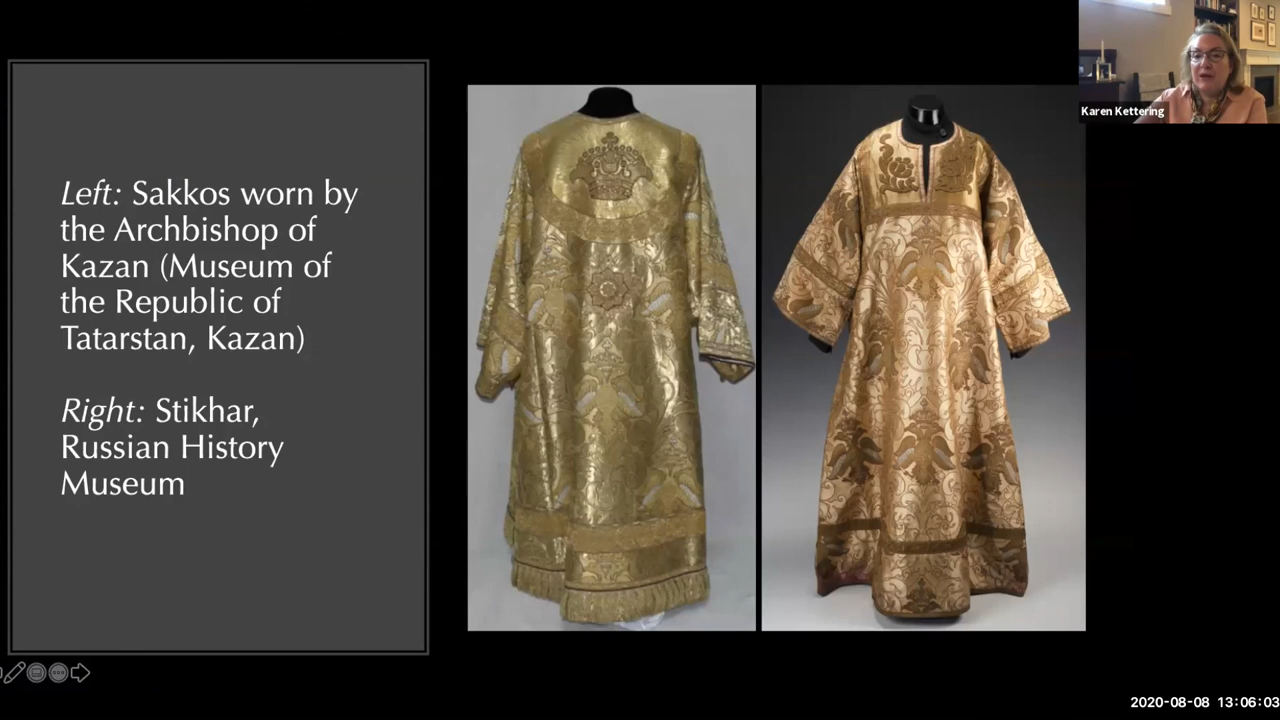 Left: Sakkos worn by
the Archbishop of
Kazan (Museum of
the Republic of
Tatarstan, Kazan)
Right: Stikhar,
Russian History
Museum
Karen Kettering
2020-08-08 13:06:03